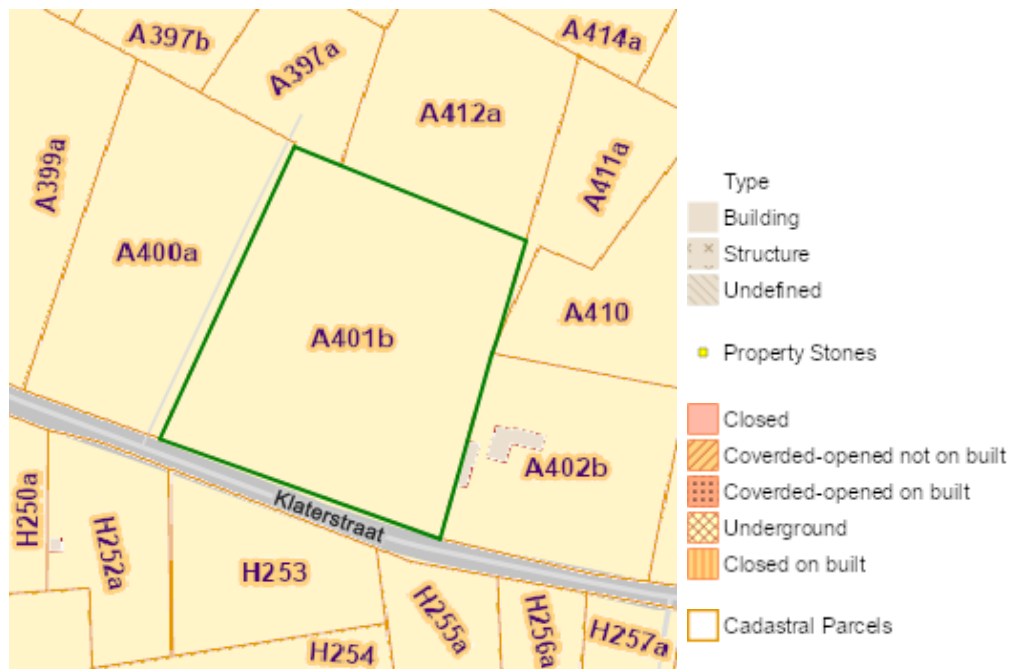 A397b
A397a
A414a
A412a
A399a
A411a
A400a
A410
A401b
A402b
Klaterstraat
H250a
H252a
H253
H255a
H256a
H257a
H254
Type
Building
Structure
Undefined
Property Stones
Closed
Coverded-opened not on built
Coverded-opened on built
Underground
Closed on built
Cadastral Parcels